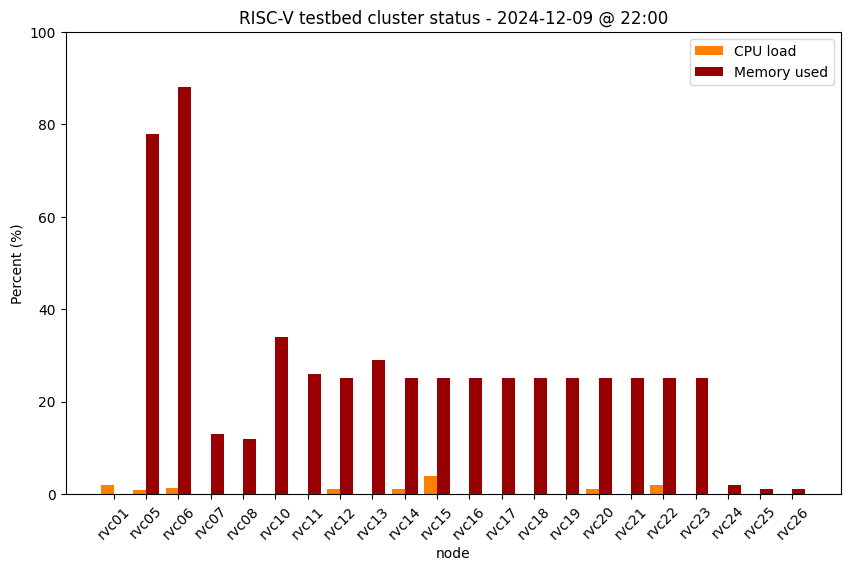 RISC-V testbed cluster status - 2024-12-09 @ 22:00
CPU load
Memory used
Percent (%)
100
80
60
40
20
0
rvc01 rvc05 rvc06 rvc07 rvc08 rvc10 rvc11 rvc12 rvc13 rvc14 rvc15 rvc16 rvc17 rvc18 rvc19 rvc20 rvc21 rvc22 rvc23 rvc24 rvc25 rvc26
node